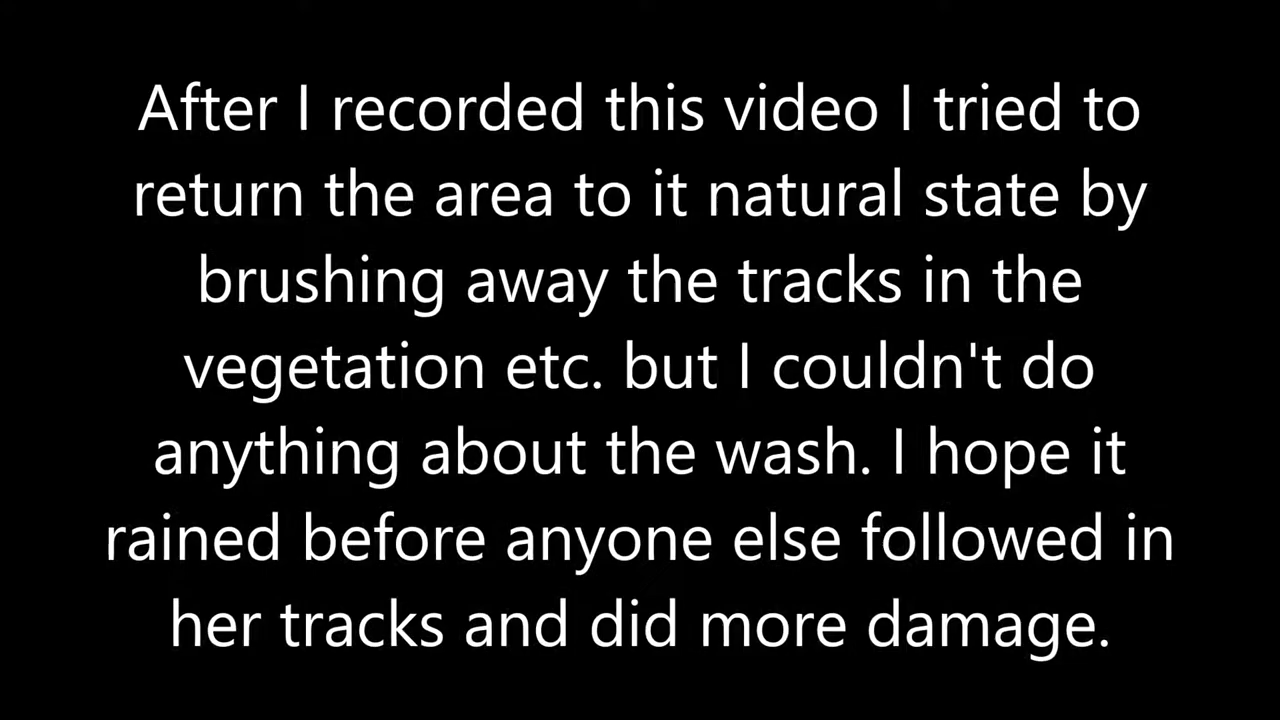 After I recorded this video I tried to
return the area to it natural state by
brushing away the tracks in the
vegetation etc. but I couldn't do
anything about the wash. I hope it
rained before anyone else followed in
her tracks and did more damage.